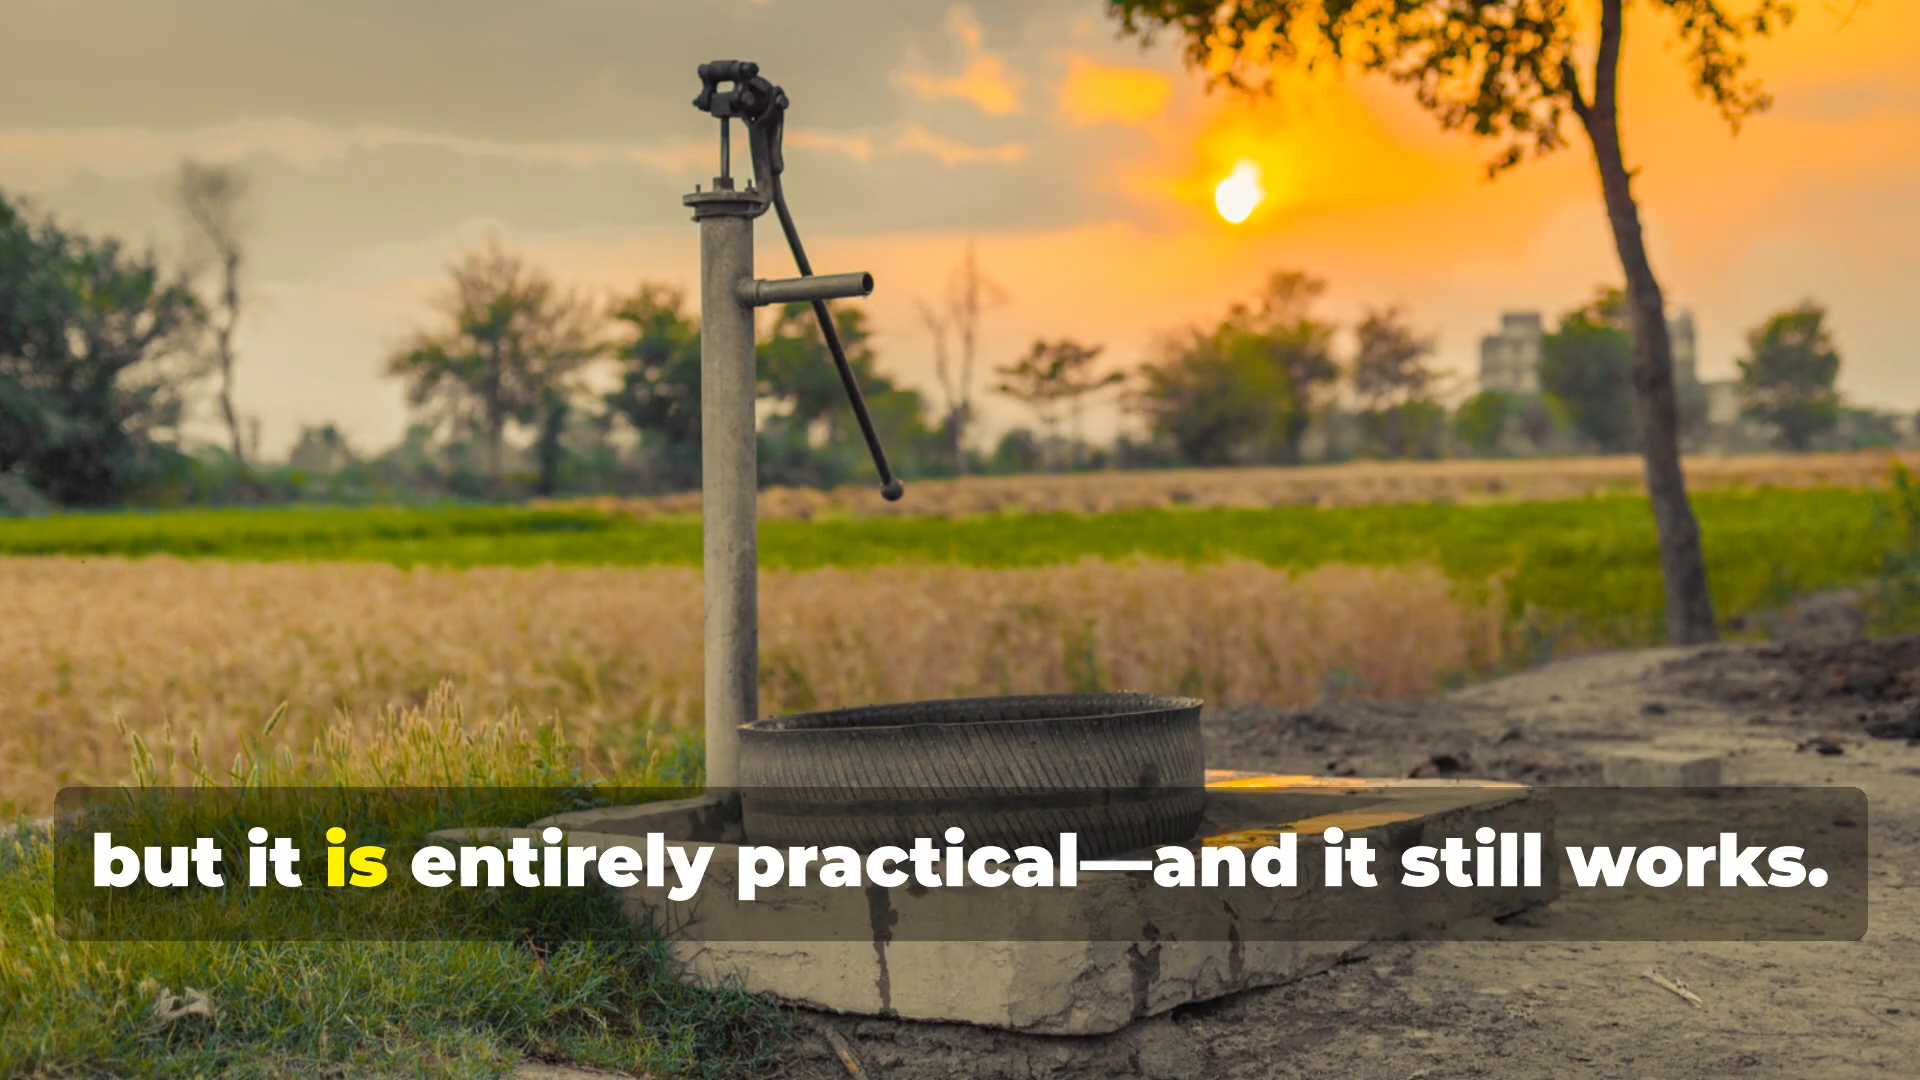 but it is entirely practical—and it still works.